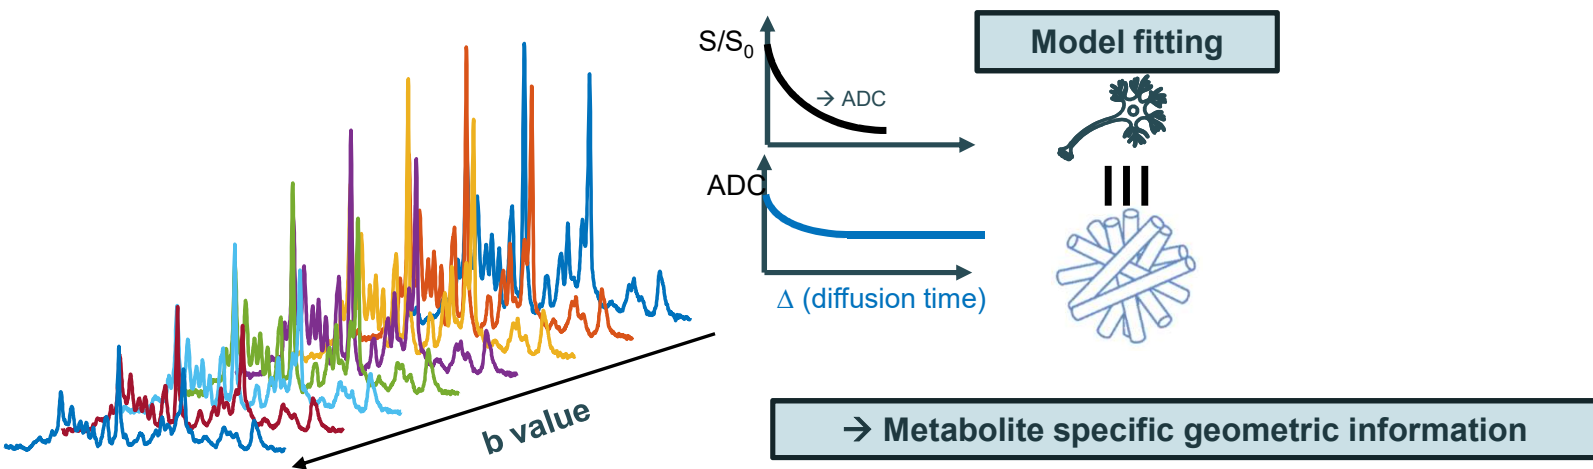 S/S₀
→ ADC
Model fitting
ADC
Δ (diffusion time)
b value
→ Metabolite specific geometric information